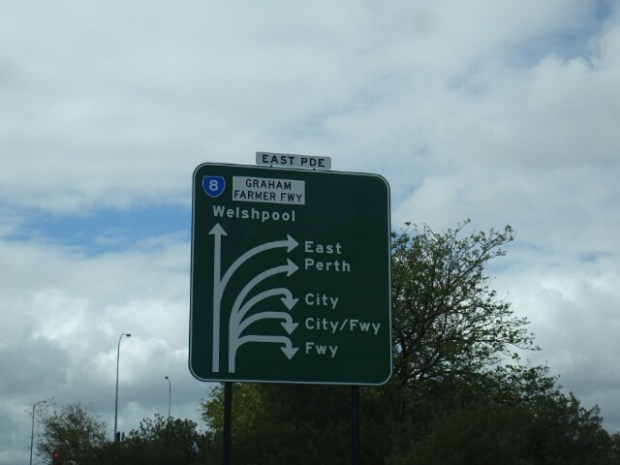 EAST PDE
8
GRAHAM
FARMER FWY
Welshpool
East
Perth
City
City/Fwy
Fwy